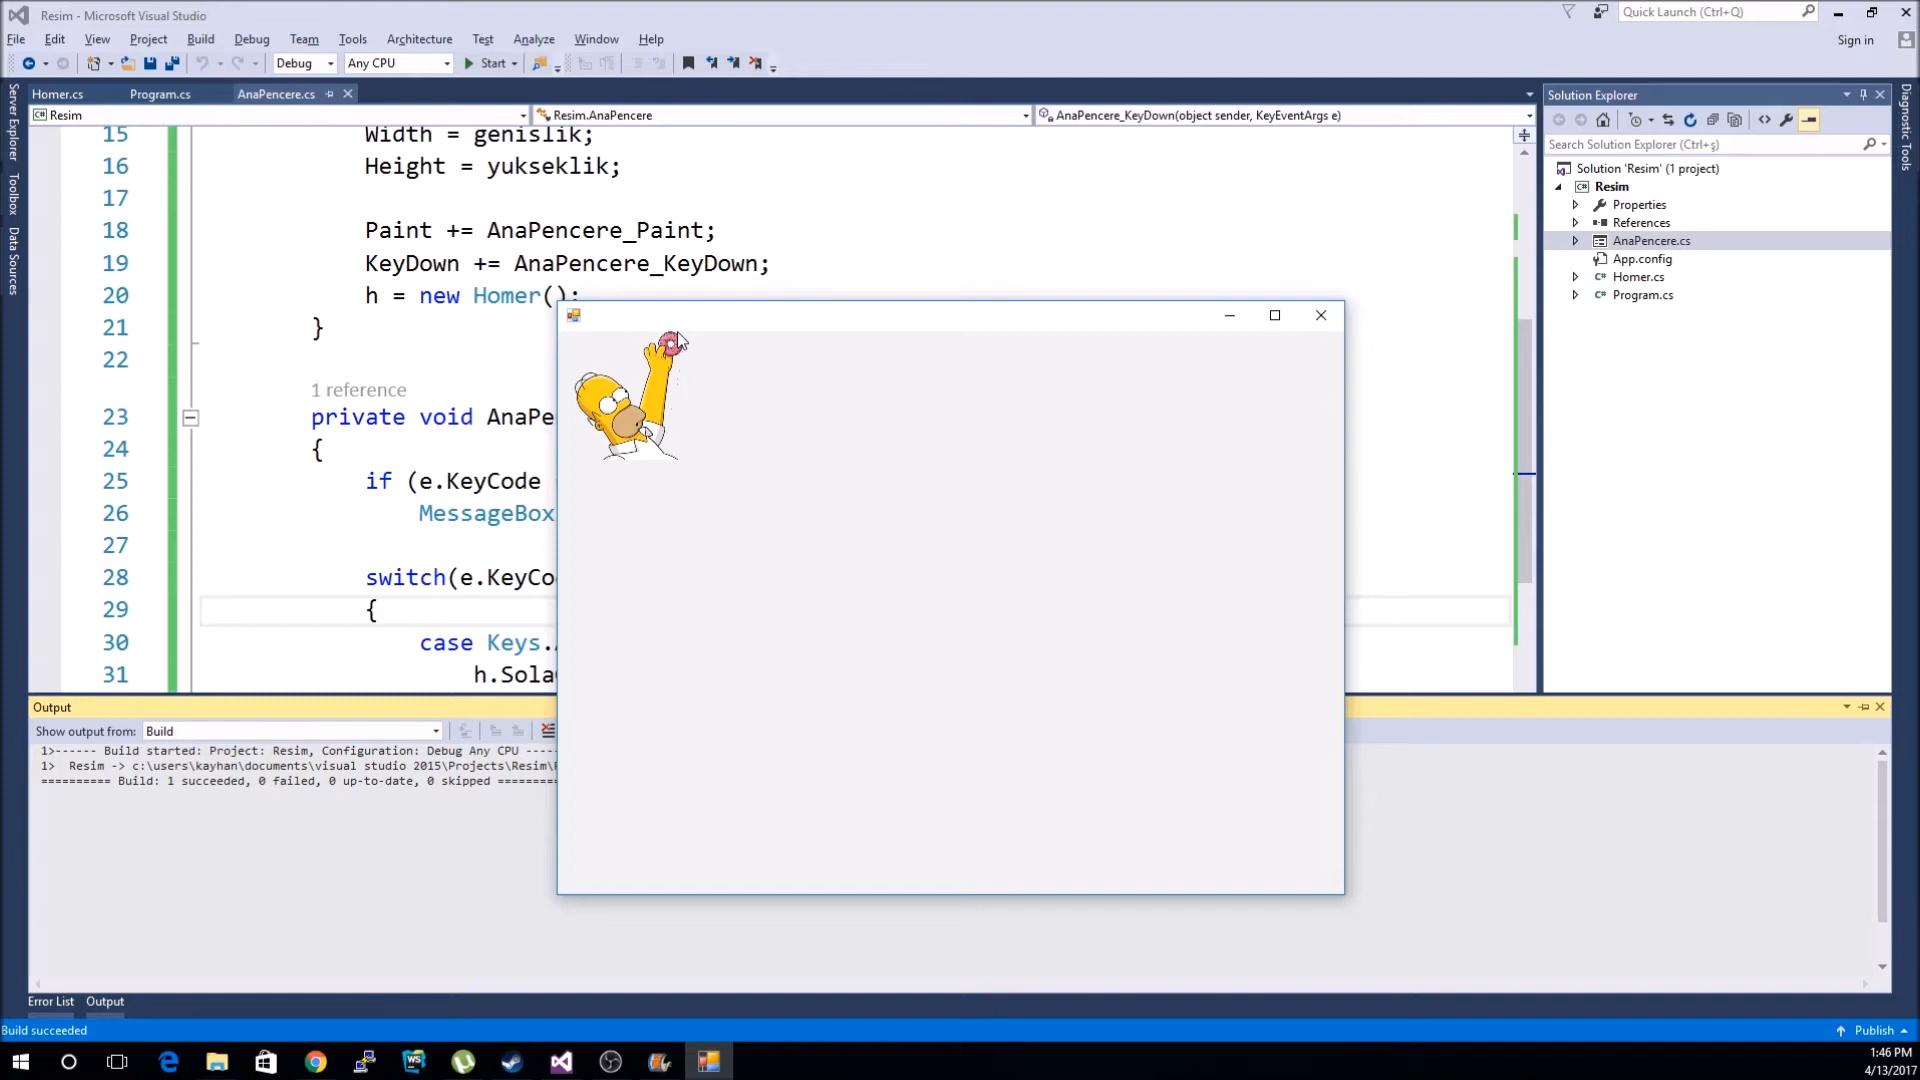 Resim - Microsoft Visual Studio
Quick Launch (Ctrl+Q)
File Edit View Project Build Debug Team Tools Architecture Test Analyze Window Help
Sign in
Debug Any CPU Start
Server Explorer
Toolbox
Data Sources
Homer.cs Program.cs AnaPencere.cs
Resim Resim.AnaPencere AnaPencere_KeyDown(object sender, KeyEventArgs e)
15 Width = genislik;
16 Height = yukseklik;
17
18 Paint += AnaPencere_Paint;
19 KeyDown += AnaPencere_KeyDown;
20 h = new Homer();
21 }
22
1 reference
23 private void AnaPe
24 {
25 if (e.KeyCode
26 MessageBox
27
28 switch(e.KeyCo
29 {
30 case Keys.
31 h.Sola
Solution Explorer
Search Solution Explorer (Ctrl+ş)
Solution 'Resim' (1 project)
Resim
Properties
References
AnaPencere.cs
App.config
Homer.cs
Program.cs
Diagnostic Tools
Output
Show output from: Build
1>------ Build started: Project: Resim, Configuration: Debug Any CPU -----
1> Resim -> c:\users\kayhan\documents\visual studio 2015\Projects\Resim\
========== Build: 1 succeeded, 0 failed, 0 up-to-date, 0 skipped =========
Error List Output
Build succeeded
Publish
1:46 PM
4/13/2017